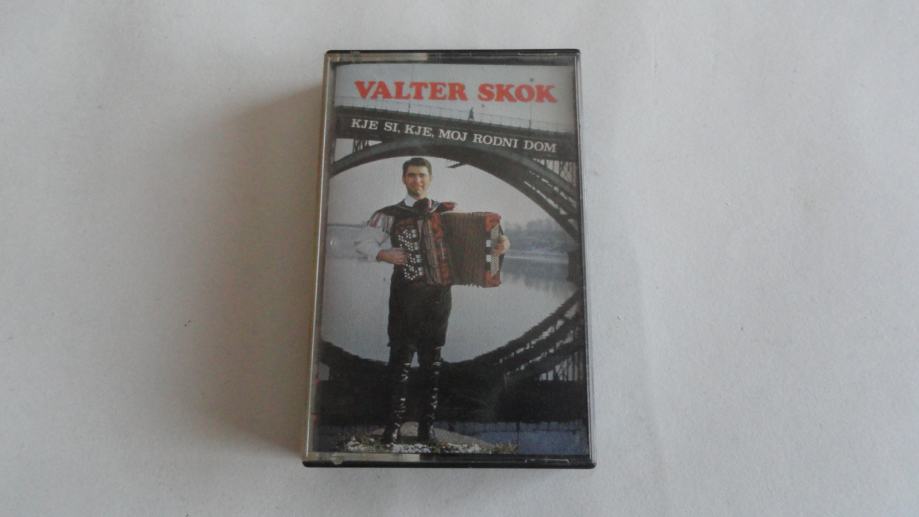 VALTER SKOK
KJE SI, KJE, MOJ RODNI DOM